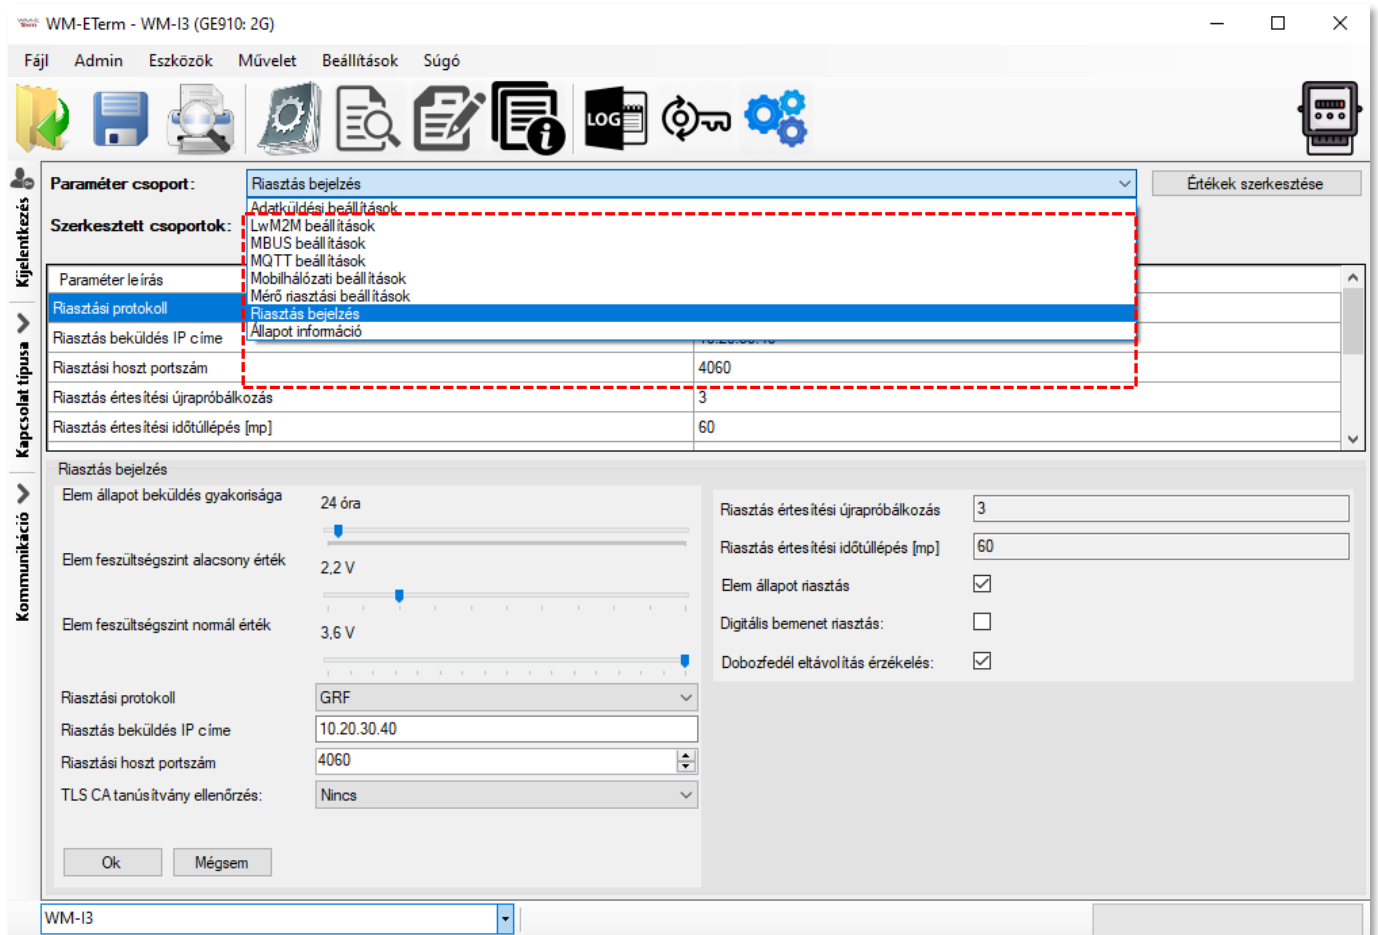 WM-ETerm - WM-I3 (GE910: 2G)
Fájl Admin Eszközök Művelet Beállítások Súgó
LOG
Kijelentkezés
Kapcsolat típusa
Kommunikáció
Paraméter csoport: Riasztás bejelzés Értékek szerkesztése
Szerkesztett csoportok:
Adatküldési beállítások
LwM2M beállítások
MBUS beállítások
MQTT beállítások
Mobilhálózati beállítások
Mérő riasztási beállítások
Riasztás bejelzés
Állapot információ
Paraméter leírás
Riasztási protokoll
Riasztás beküldés IP címe 10.20.30.40
Riasztási hoszt portszám 4060
Riasztás értesítési újrapróbálkozás 3
Riasztás értesítési időtúllépés [mp] 60
Riasztás bejelzés
Elem állapot beküldés gyakorisága 24 óra
Elem feszültségszint alacsony érték 2,2 V
Elem feszültségszint normál érték 3,6 V
Riasztási protokoll GRF
Riasztás beküldés IP címe 10.20.30.40
Riasztási hoszt portszám 4060
TLS CA tanúsítvány ellenőrzés: Nincs
Ok Mégsem
Riasztás értesítési újrapróbálkozás 3
Riasztás értesítési időtúllépés [mp] 60
Elem állapot riasztás
Digitális bemenet riasztás:
Dobozfedél eltávolítás érzékelés:
WM-I3